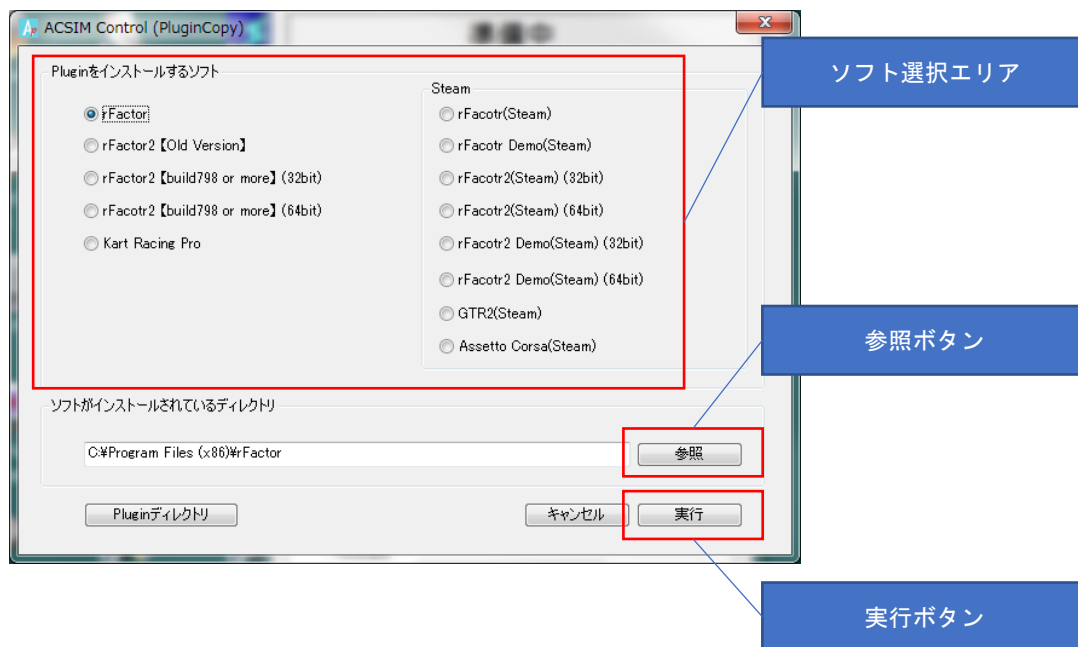 ACSIM Control (PluginCopy)
準備中
Pluginをインストールするソフト
rFactor
rFactor2【Old Version】
rFactor2【build798 or more】(32bit)
rFacotr2【build798 or more】(64bit)
Kart Racing Pro
Steam
rFacotr(Steam)
rFacotr Demo(Steam)
rFacotr2(Steam) (32bit)
rFacotr2(Steam) (64bit)
rFacotr2 Demo(Steam) (32bit)
rFacotr2 Demo(Steam) (64bit)
GTR2(Steam)
Assetto Corsa(Steam)
ソフトがインストールされているディレクトリ
C:¥Program Files (x86)¥rFactor
参照
Pluginディレクトリ
キャンセル
実行
ソフト選択エリア
参照ボタン
実行ボタン